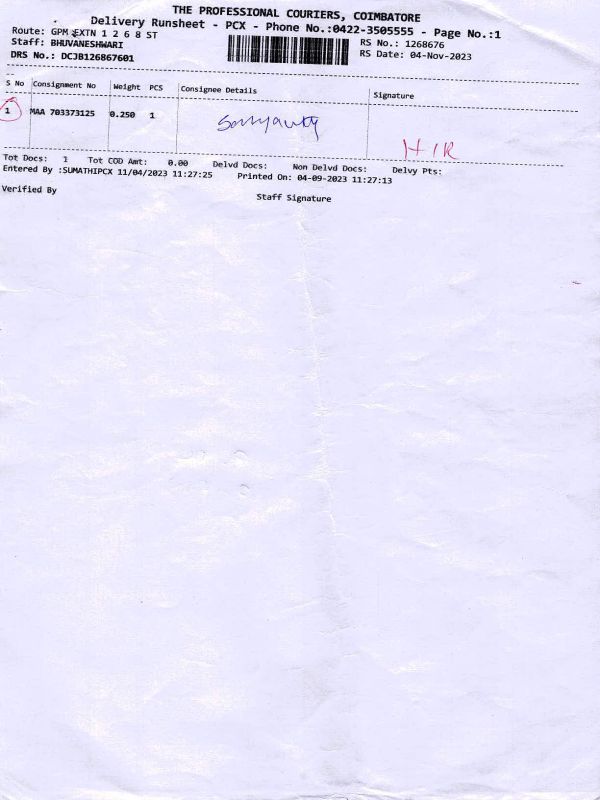 THE PROFESSIONAL COURIERS, COIMBATORE
Delivery Runsheet - PCX - Phone No.:0422-3505555 - Page No.:1
Route: GPM EXTN 1 2 6 8 ST
Staff: BHUVANESHWARI
DRS No.: DCJB126867601
RS No.: 1268676
RS Date: 04-Nov-2023
S No Consignment No Weight PCS Consignee Details Signature
1 MAA 703373125 0.250 1
Tot Docs: 1 Tot COD Amt: 0.00 Delvd Docs: Non Delvd Docs: Delvy Pts:
Entered By :SUMATHIPCX 11/04/2023 11:27:25 Printed On: 04-09-2023 11:27:13
Verified By Staff Signature